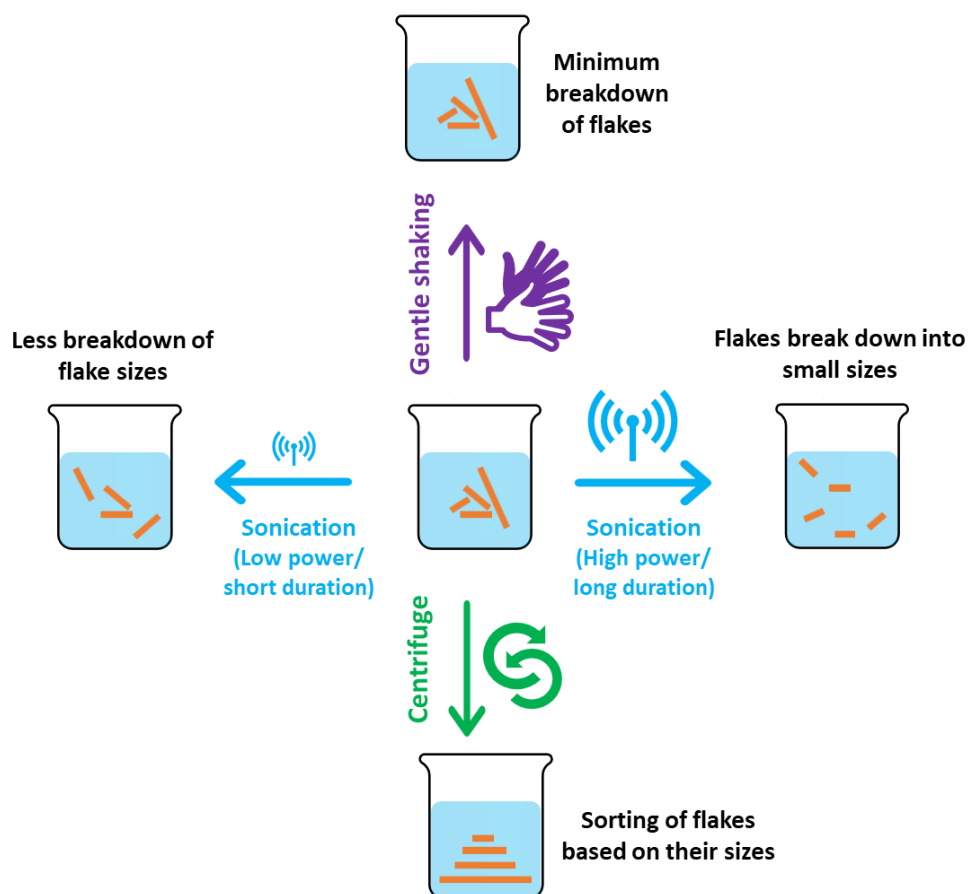 Minimum
breakdown
of flakes
Gentle shaking
Less breakdown of
flake sizes
Flakes break down into
small sizes
Sonication
(Low power/
short duration)
Sonication
(High power/
long duration)
Centrifuge
Sorting of flakes
based on their sizes